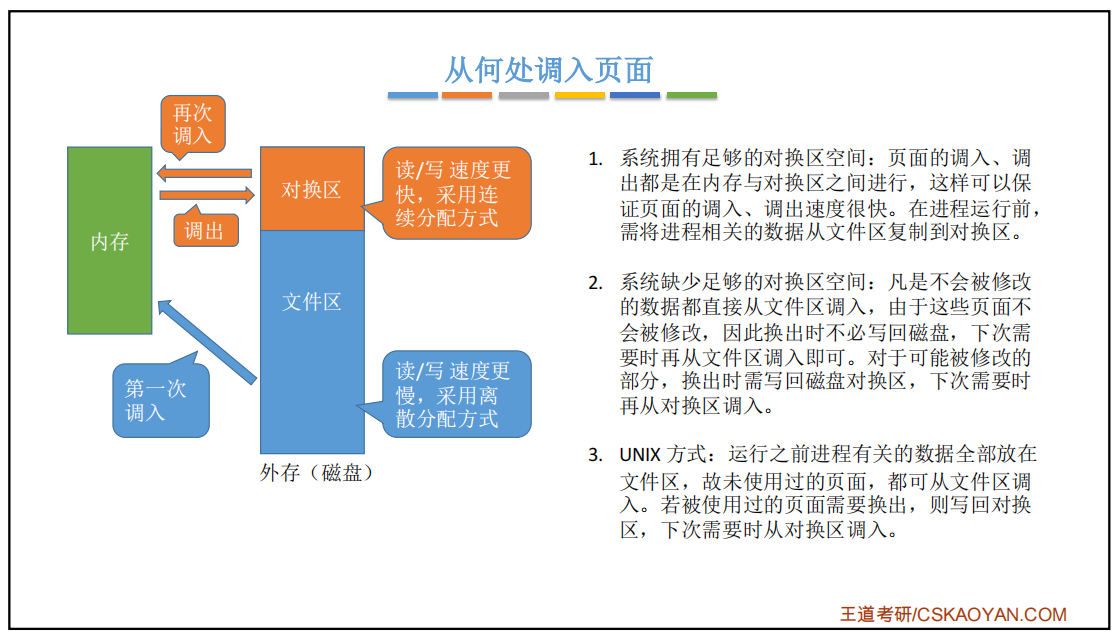 从何处调入页面
再次
调入
调出
内存
对换区
文件区
第一次
调入
外存（磁盘）
读/写 速度更
快，采用连
续分配方式
读/写 速度更
慢，采用离
散分配方式
1. 系统拥有足够的对换区空间：页面的调入、调
出都是在内存与对换区之间进行，这样可以保
证页面的调入、调出速度很快。在进程运行前，
需将进程相关的数据从文件区复制到对换区。
2. 系统缺少足够的对换区空间：凡是不会被修改
的数据都直接从文件区调入，由于这些页面不
会被修改，因此换出时不必写回磁盘，下次需
要时再从文件区调入即可。对于可能被修改的
部分，换出时需写回磁盘对换区，下次需要时
再从对换区调入。
3. UNIX 方式：运行之前进程有关的数据全部放在
文件区，故未使用过的页面，都可从文件区调
入。若被使用过的页面需要换出，则写回对换
区，下次需要时从对换区调入。
王道考研/CSKAOYAN.COM